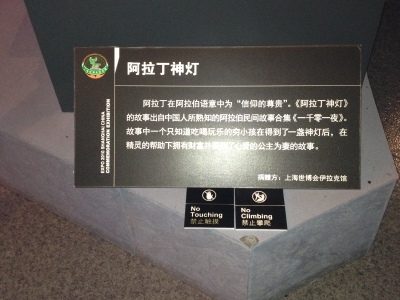 阿拉丁神灯
阿拉丁在阿拉伯语意中为“信仰的尊贵”。《阿拉丁神灯》
的故事出自中国人所熟知的阿拉伯民间故事合集《一千零一夜》。
故事中一个只知道吃喝玩乐的穷小孩在得到了一盏神灯后，在
精灵的帮助下拥有财富并 心爱的公主为妻的故事。
捐赠方：上海世博会伊拉克馆
EXPO 2010 SHANGHAI CHINA
COMMEMORATION EXHIBITION
No
Touching
禁止触摸
No
Climbing
禁止攀爬